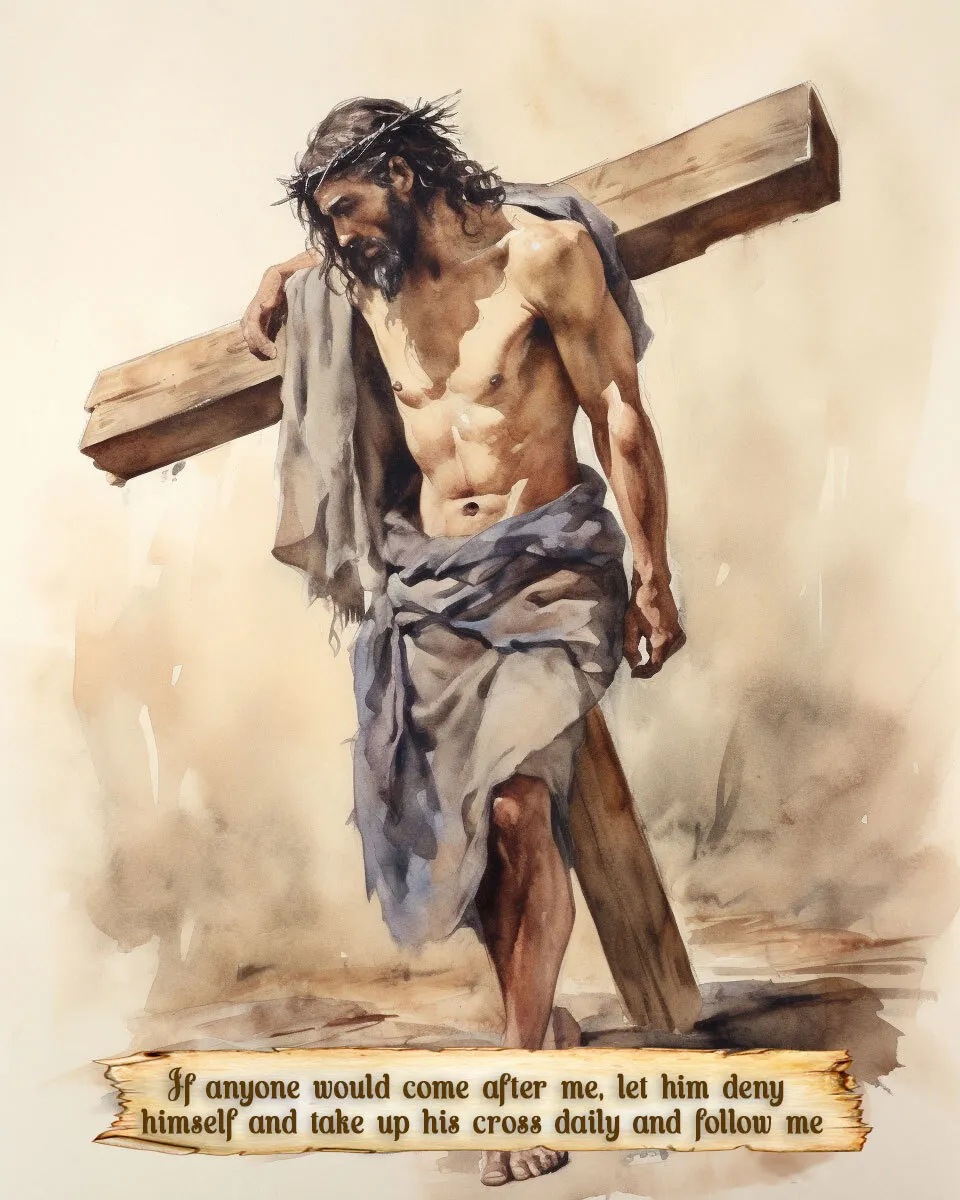 If anyone would come after me, let him deny
himself and take up his cross daily and follow me